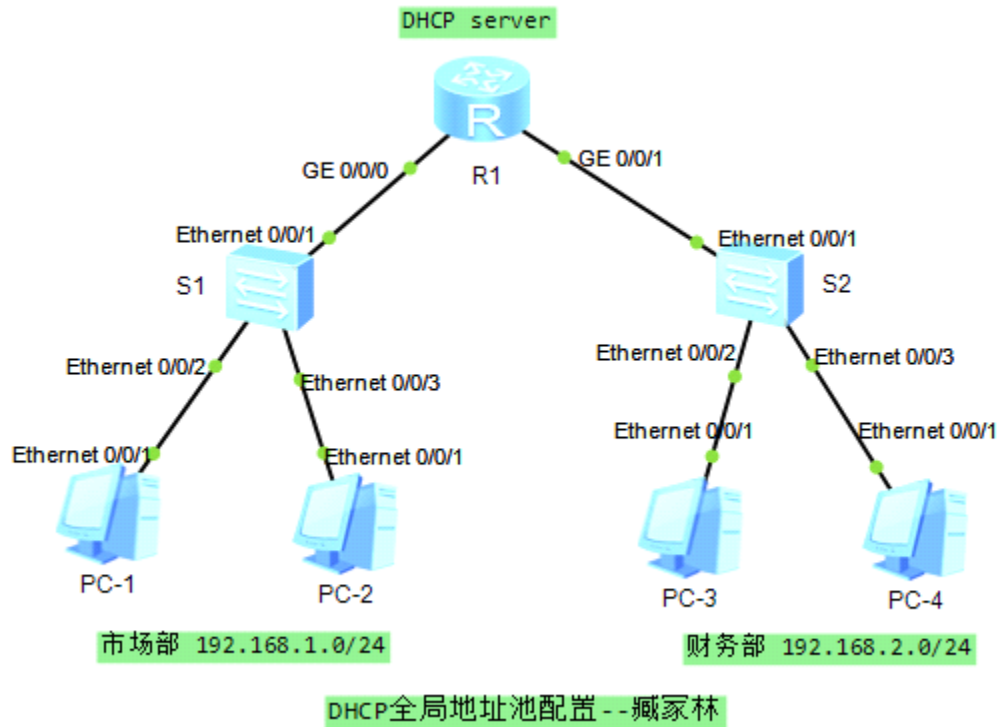 DHCP server
GE 0/0/0
GE 0/0/1
R1
Ethernet 0/0/1
Ethernet 0/0/1
S1
S2
Ethernet 0/0/2
Ethernet 0/0/3
Ethernet 0/0/2
Ethernet 0/0/3
Ethernet 0/0/1
Ethernet 0/0/1
Ethernet 0/0/1
Ethernet 0/0/1
PC-1
PC-2
PC-3
PC-4
市场部 192.168.1.0/24
财务部 192.168.2.0/24
DHCP全局地址池配置--臧冢林